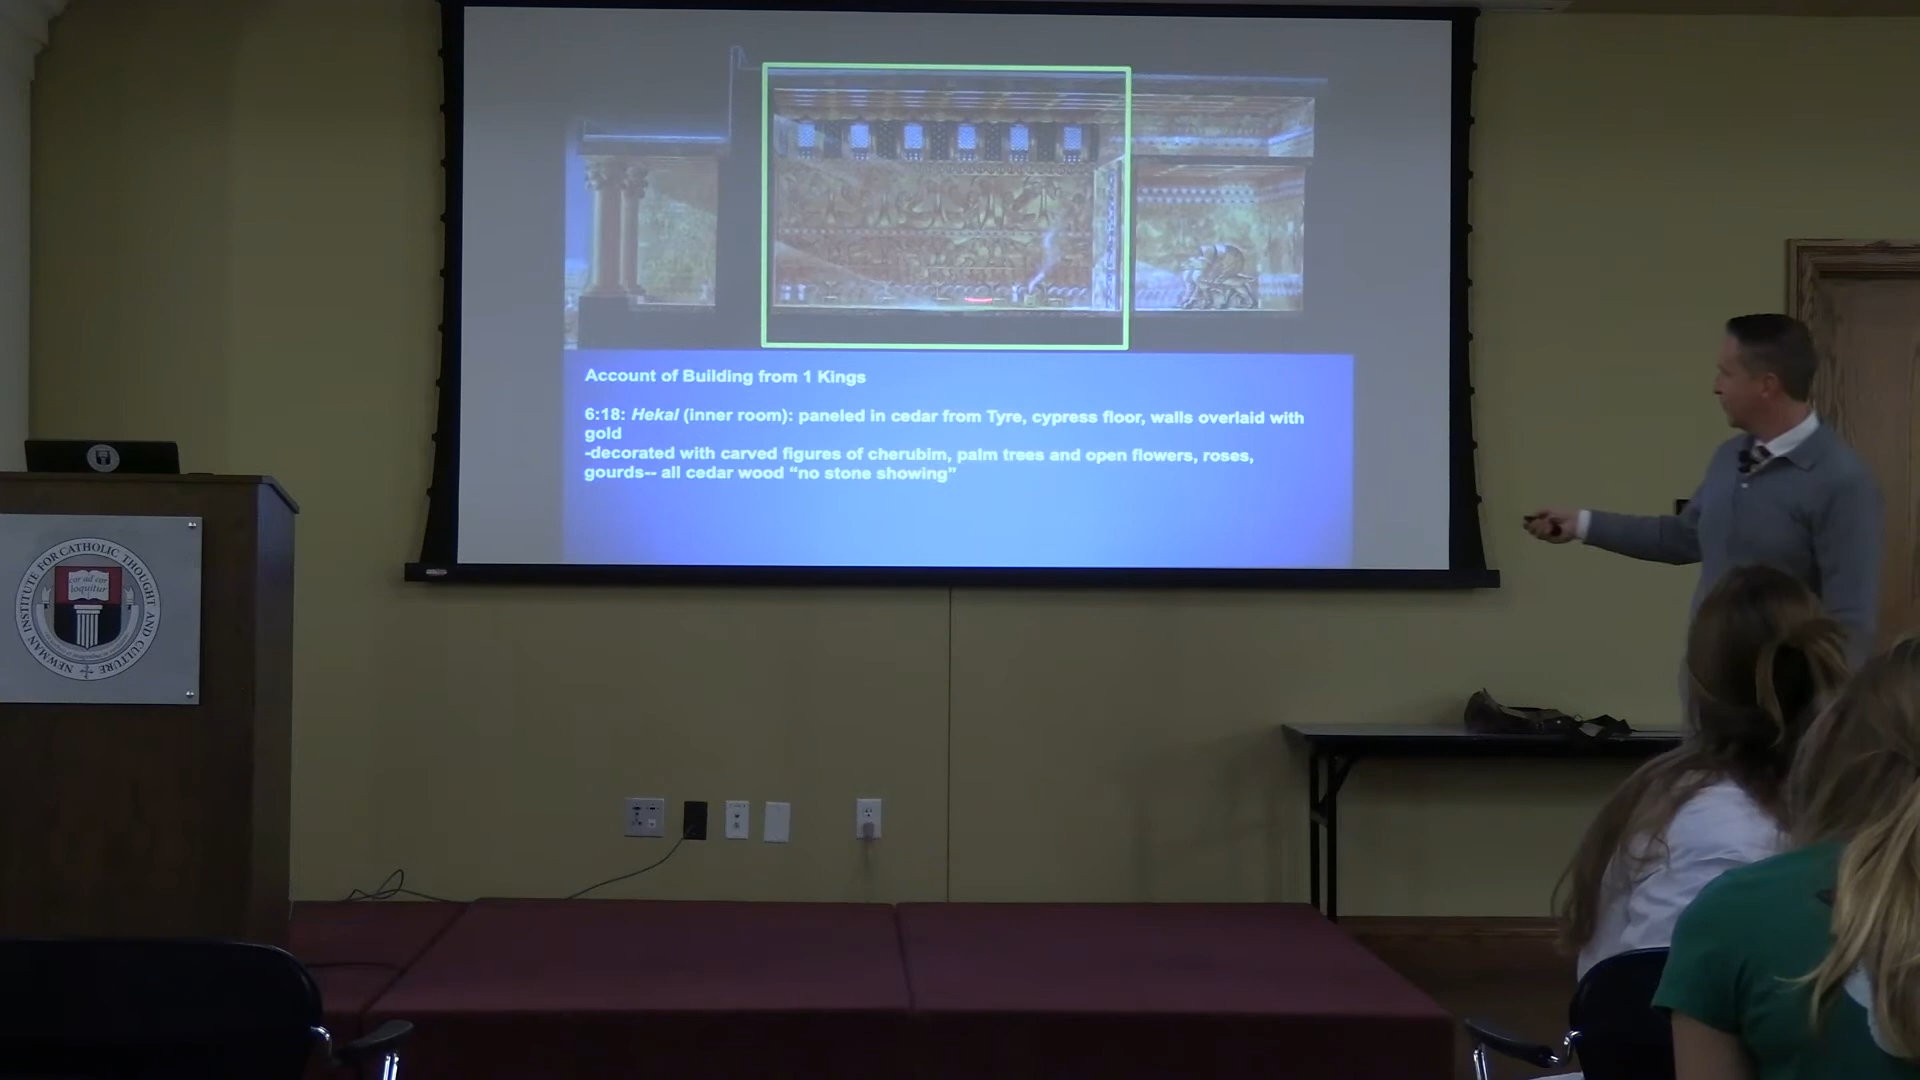 Account of Building from 1 Kings
6:18: Hekal (inner room): paneled in cedar from Tyre, cypress floor, walls overlaid with
gold
-decorated with carved figures of cherubim, palm trees and open flowers, roses,
gourds-- all cedar wood “no stone showing”
NEWMAN INSTITUTE FOR CATHOLIC THOUGHT AND CULTURE
cor ad cor
loquitur